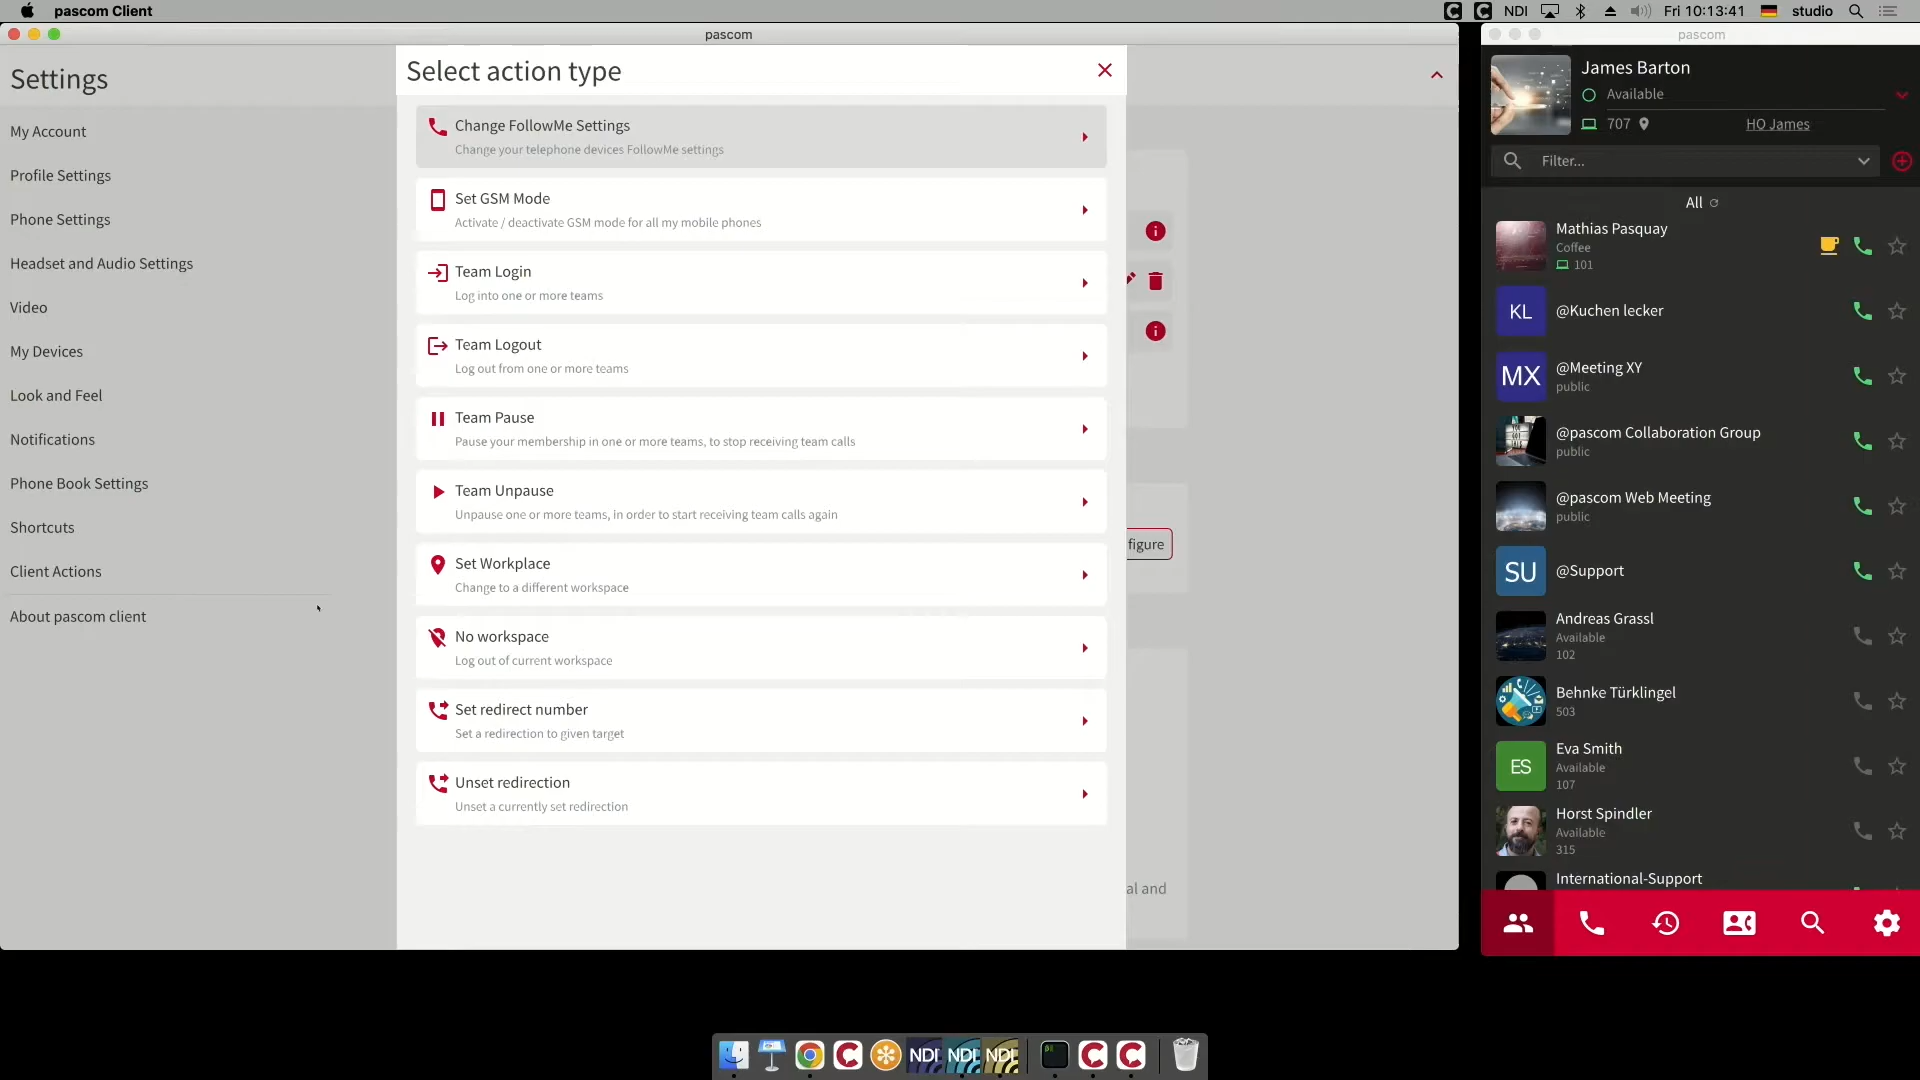 pascom Client
NDI
Fri 10:13:41
studio
pascom
Settings
My Account
Profile Settings
Phone Settings
Headset and Audio Settings
Video
My Devices
Look and Feel
Notifications
Phone Book Settings
Shortcuts
Client Actions
About pascom client
Select action type
Change FollowMe Settings
Change your telephone devices FollowMe settings
Set GSM Mode
Activate / deactivate GSM mode for all my mobile phones
Team Login
Log into one or more teams
Team Logout
Log out from one or more teams
Team Pause
Pause your membership in one or more teams, to stop receiving team calls
Team Unpause
Unpause one or more teams, in order to start receiving team calls again
Set Workplace
Change to a different workspace
No workspace
Log out of current workspace
Set redirect number
Set a redirection to given target
Unset redirection
Unset a currently set redirection
figure
al and
pascom
James Barton
Available
707
HO James
Filter...
All
Mathias Pasquay
Coffee
101
KL
@Kuchen lecker
MX
@Meeting XY
public
@pascom Collaboration Group
public
@pascom Web Meeting
public
SU
@Support
Andreas Grassl
Available
102
Behnke Türklingel
503
ES
Eva Smith
Available
107
Horst Spindler
Available
315
International-Support
NDI
NDI
NDI